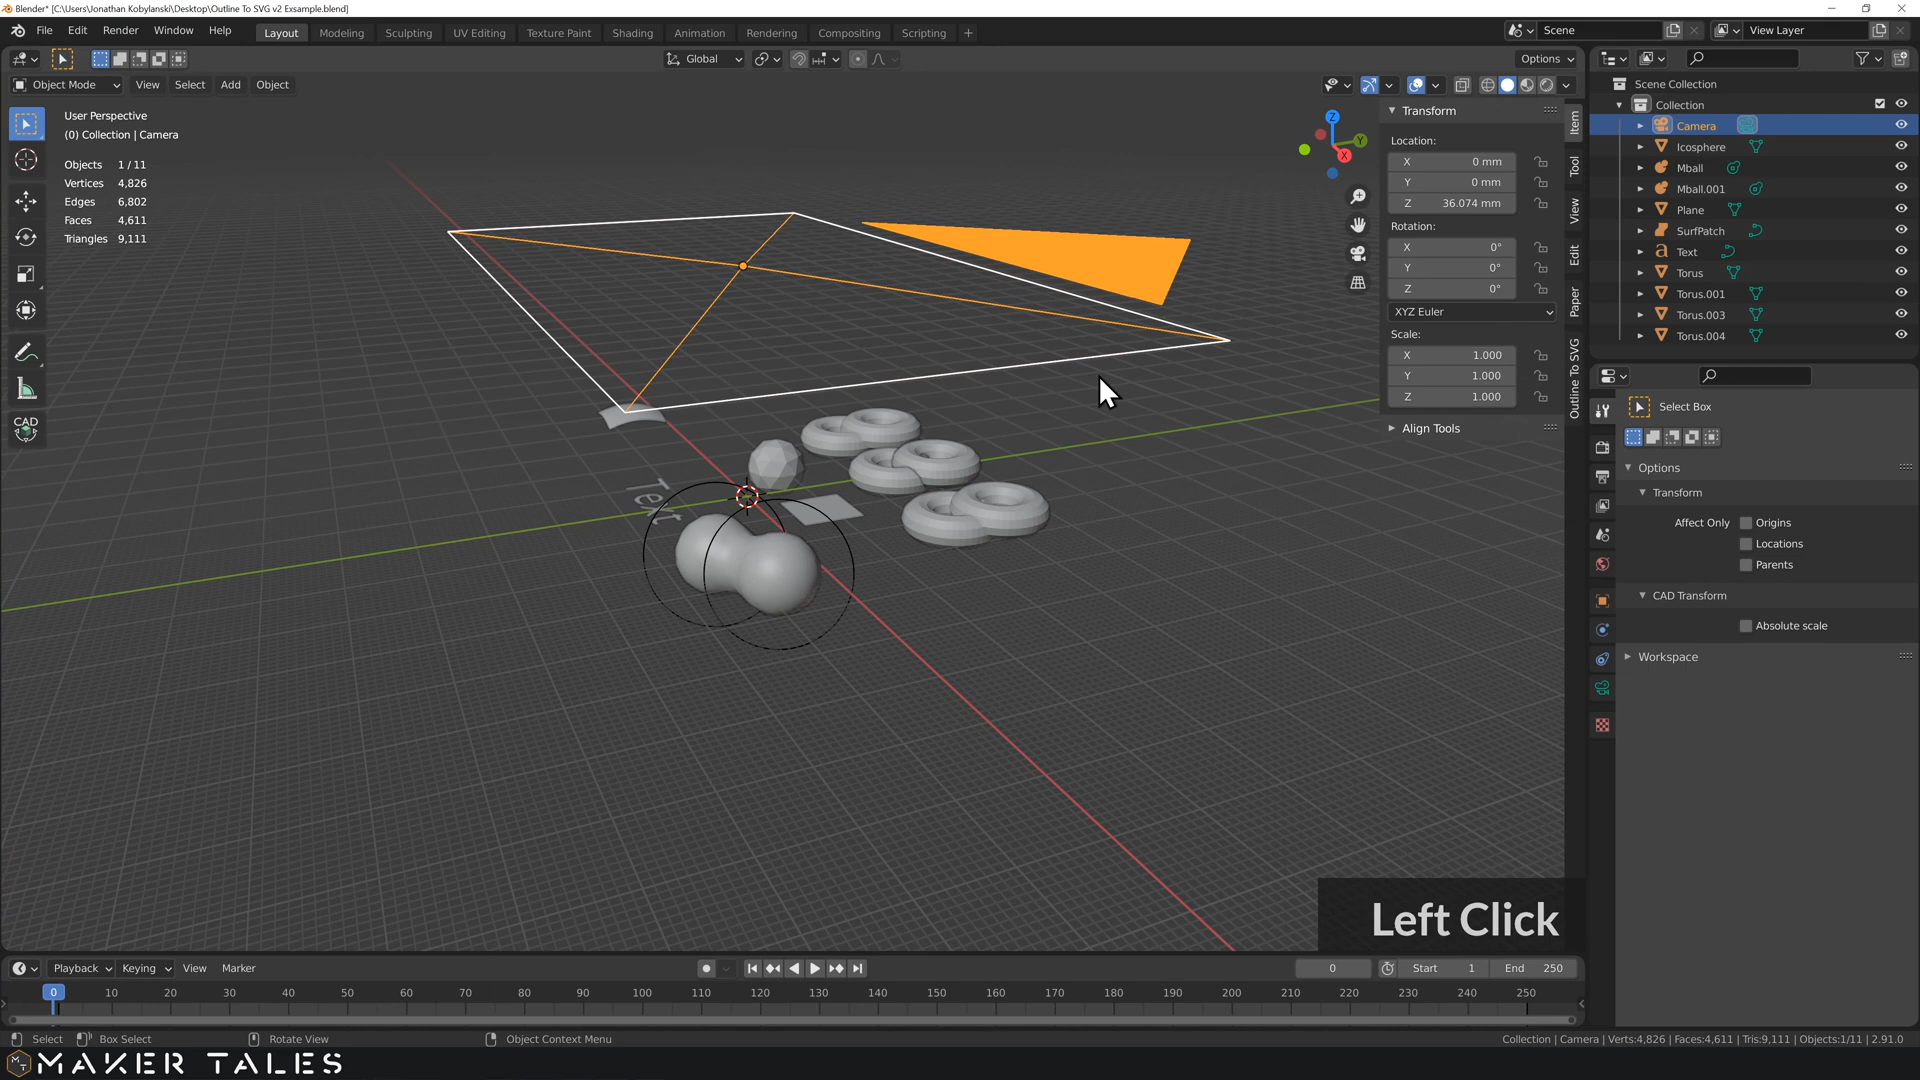 Blender* [C:\Users\Jonathan Kobylanski\Desktop\Outline To SVG v2 Exsample.blend]
File Edit Render Window Help Layout Modeling Sculpting UV Editing Texture Paint Shading Animation Rendering Compositing Scripting + Scene View Layer
Global Options
Object Mode View Select Add Object
User Perspective
(0) Collection | Camera
Objects 1 / 11
Vertices 4,826
Edges 6,802
Faces 4,611
Triangles 9,111
CAD
Z
Y
X
Text
Transform
Location:
X 0 mm
Y 0 mm
Z 36.074 mm
Rotation:
X 0°
Y 0°
Z 0°
XYZ Euler
Scale:
X 1.000
Y 1.000
Z 1.000
Align Tools
Item
Tool
View
Edit
Paper
Outline To SVG
Scene Collection
Collection
Camera
Icosphere
Mball
Mball.001
Plane
SurfPatch
Text
Torus
Torus.001
Torus.003
Torus.004
Select Box
Options
Transform
Affect Only Origins
Locations
Parents
CAD Transform
Absolute scale
Workspace
Left Click
Playback Keying View Marker 0 Start 1 End 250
0 10 20 30 40 50 60 70 80 90 100 110 120 130 140 150 160 170 180 190 200 210 220 230 240 250
Select Box Select Rotate View Object Context Menu Collection | Camera | Verts:4,826 | Faces:4,611 | Tris:9,111 | Objects:1/11 | 2.91.0
MAKER TALES